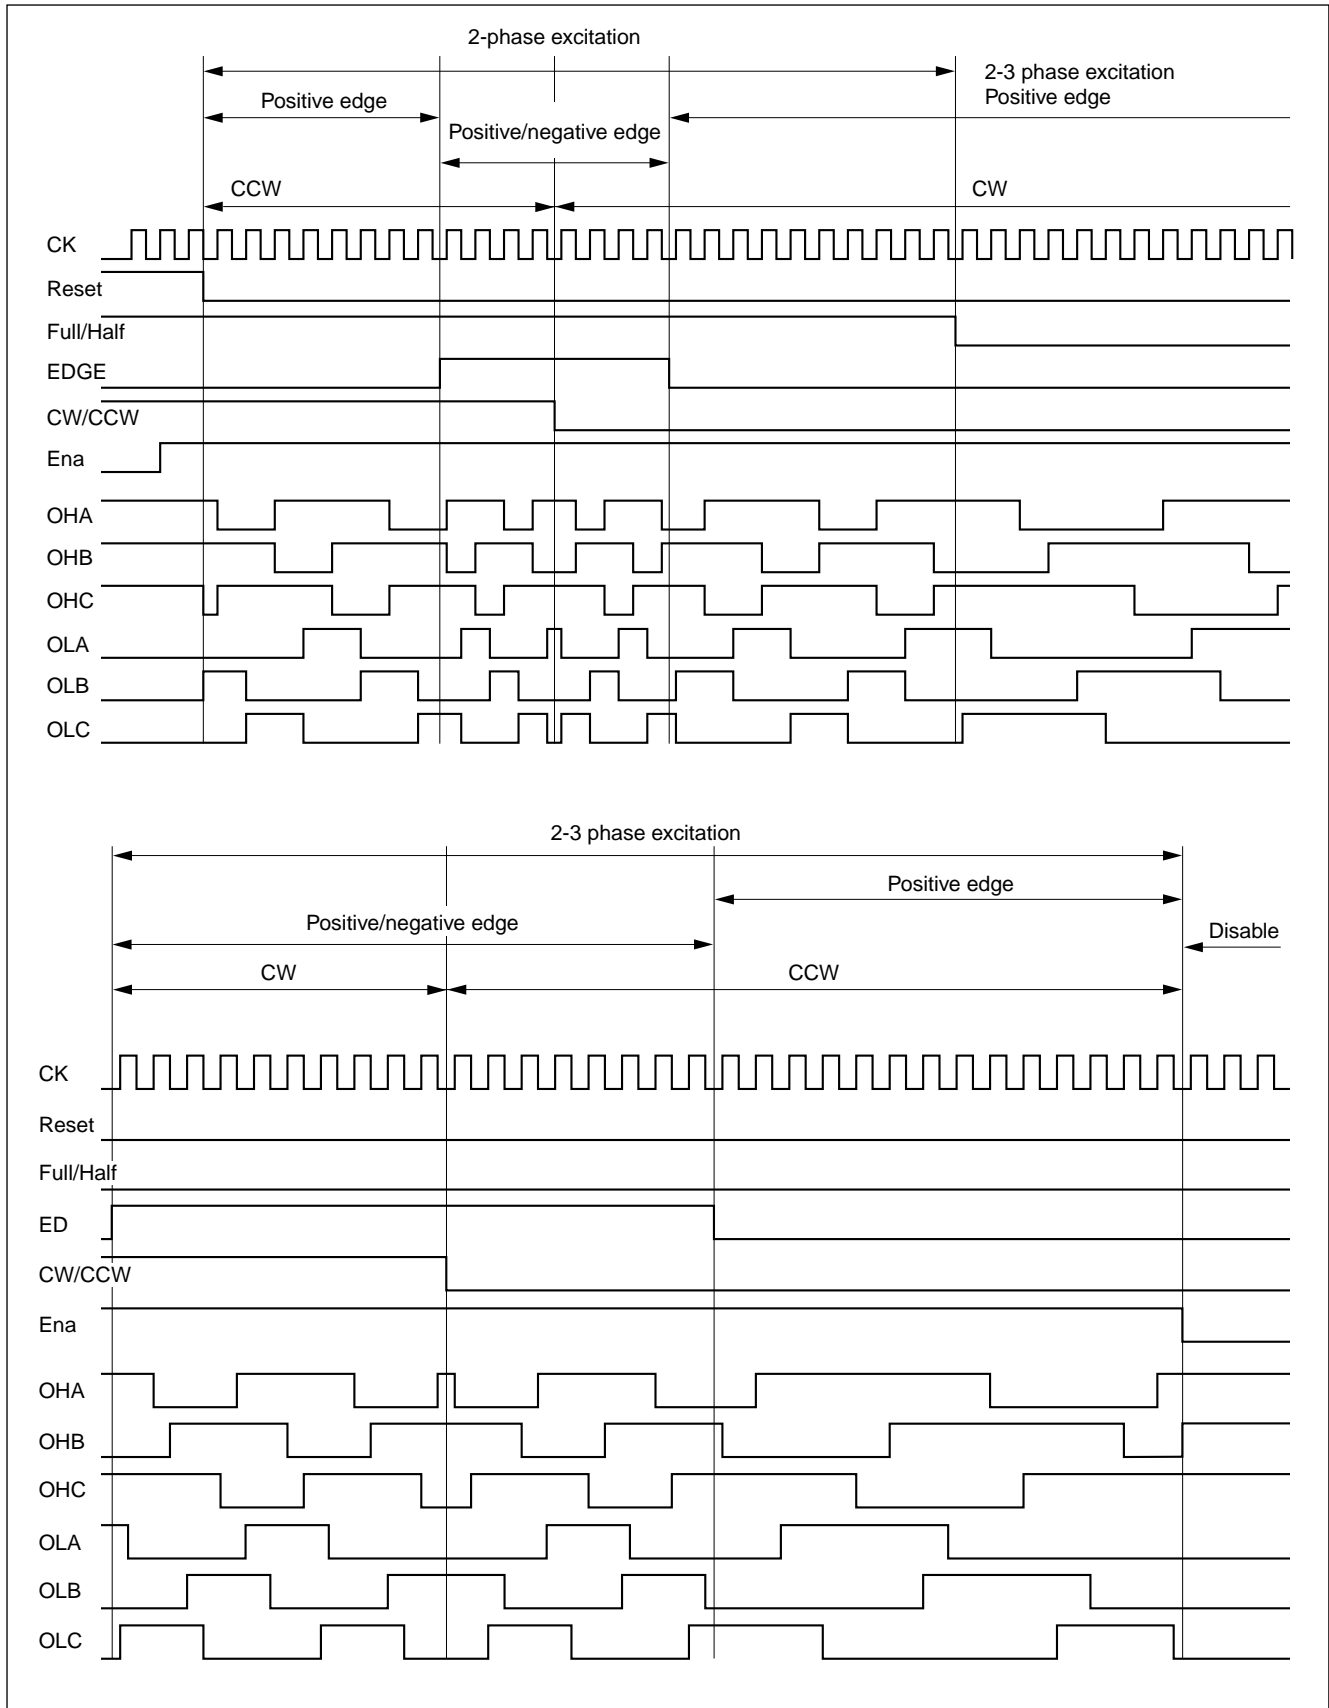 2-phase excitation
2-3 phase excitation
Positive edge
Positive edge
Positive/negative edge
CCW
CW
CK
Reset
Full/Half
EDGE
CW/CCW
Ena
OHA
OHB
OHC
OLA
OLB
OLC
2-3 phase excitation
Positive edge
Positive/negative edge
Disable
CW
CCW
CK
Reset
Full/Half
ED
CW/CCW
Ena
OHA
OHB
OHC
OLA
OLB
OLC